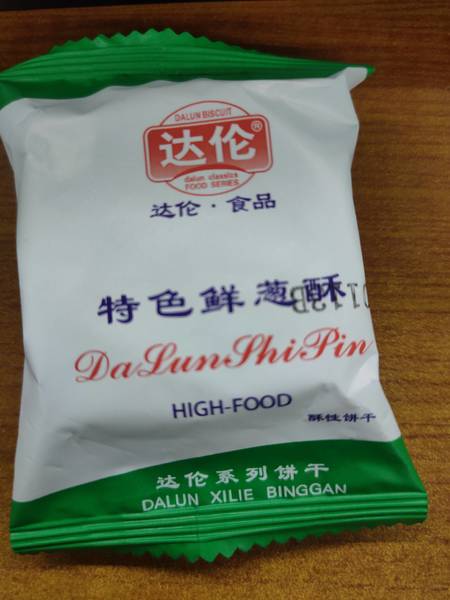 DALUN BISCUIT
达伦®
dalun classics
FOOD SERIES
达伦·食品
特色鲜葱酥
DaLunShiPin
HIGH-FOOD
酥性饼干
达伦系列饼干
DALUN XILIE BINGGAN